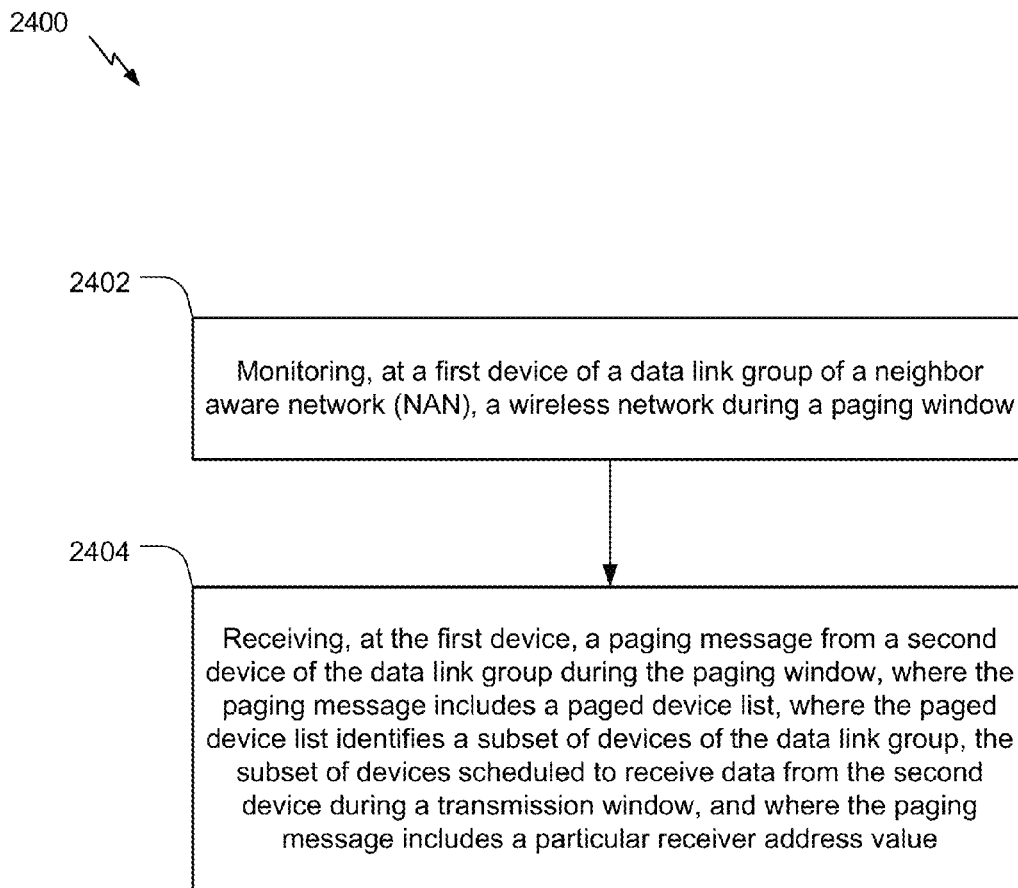 2400
2402
Monitoring, at a first device of a data link group of a neighbor
aware network (NAN), a wireless network during a paging window
2404
Receiving, at the first device, a paging message from a second
device of the data link group during the paging window, where the
paging message includes a paged device list, where the paged
device list identifies a subset of devices of the data link group, the
subset of devices scheduled to receive data from the second
device during a transmission window, and where the paging
message includes a particular receiver address value